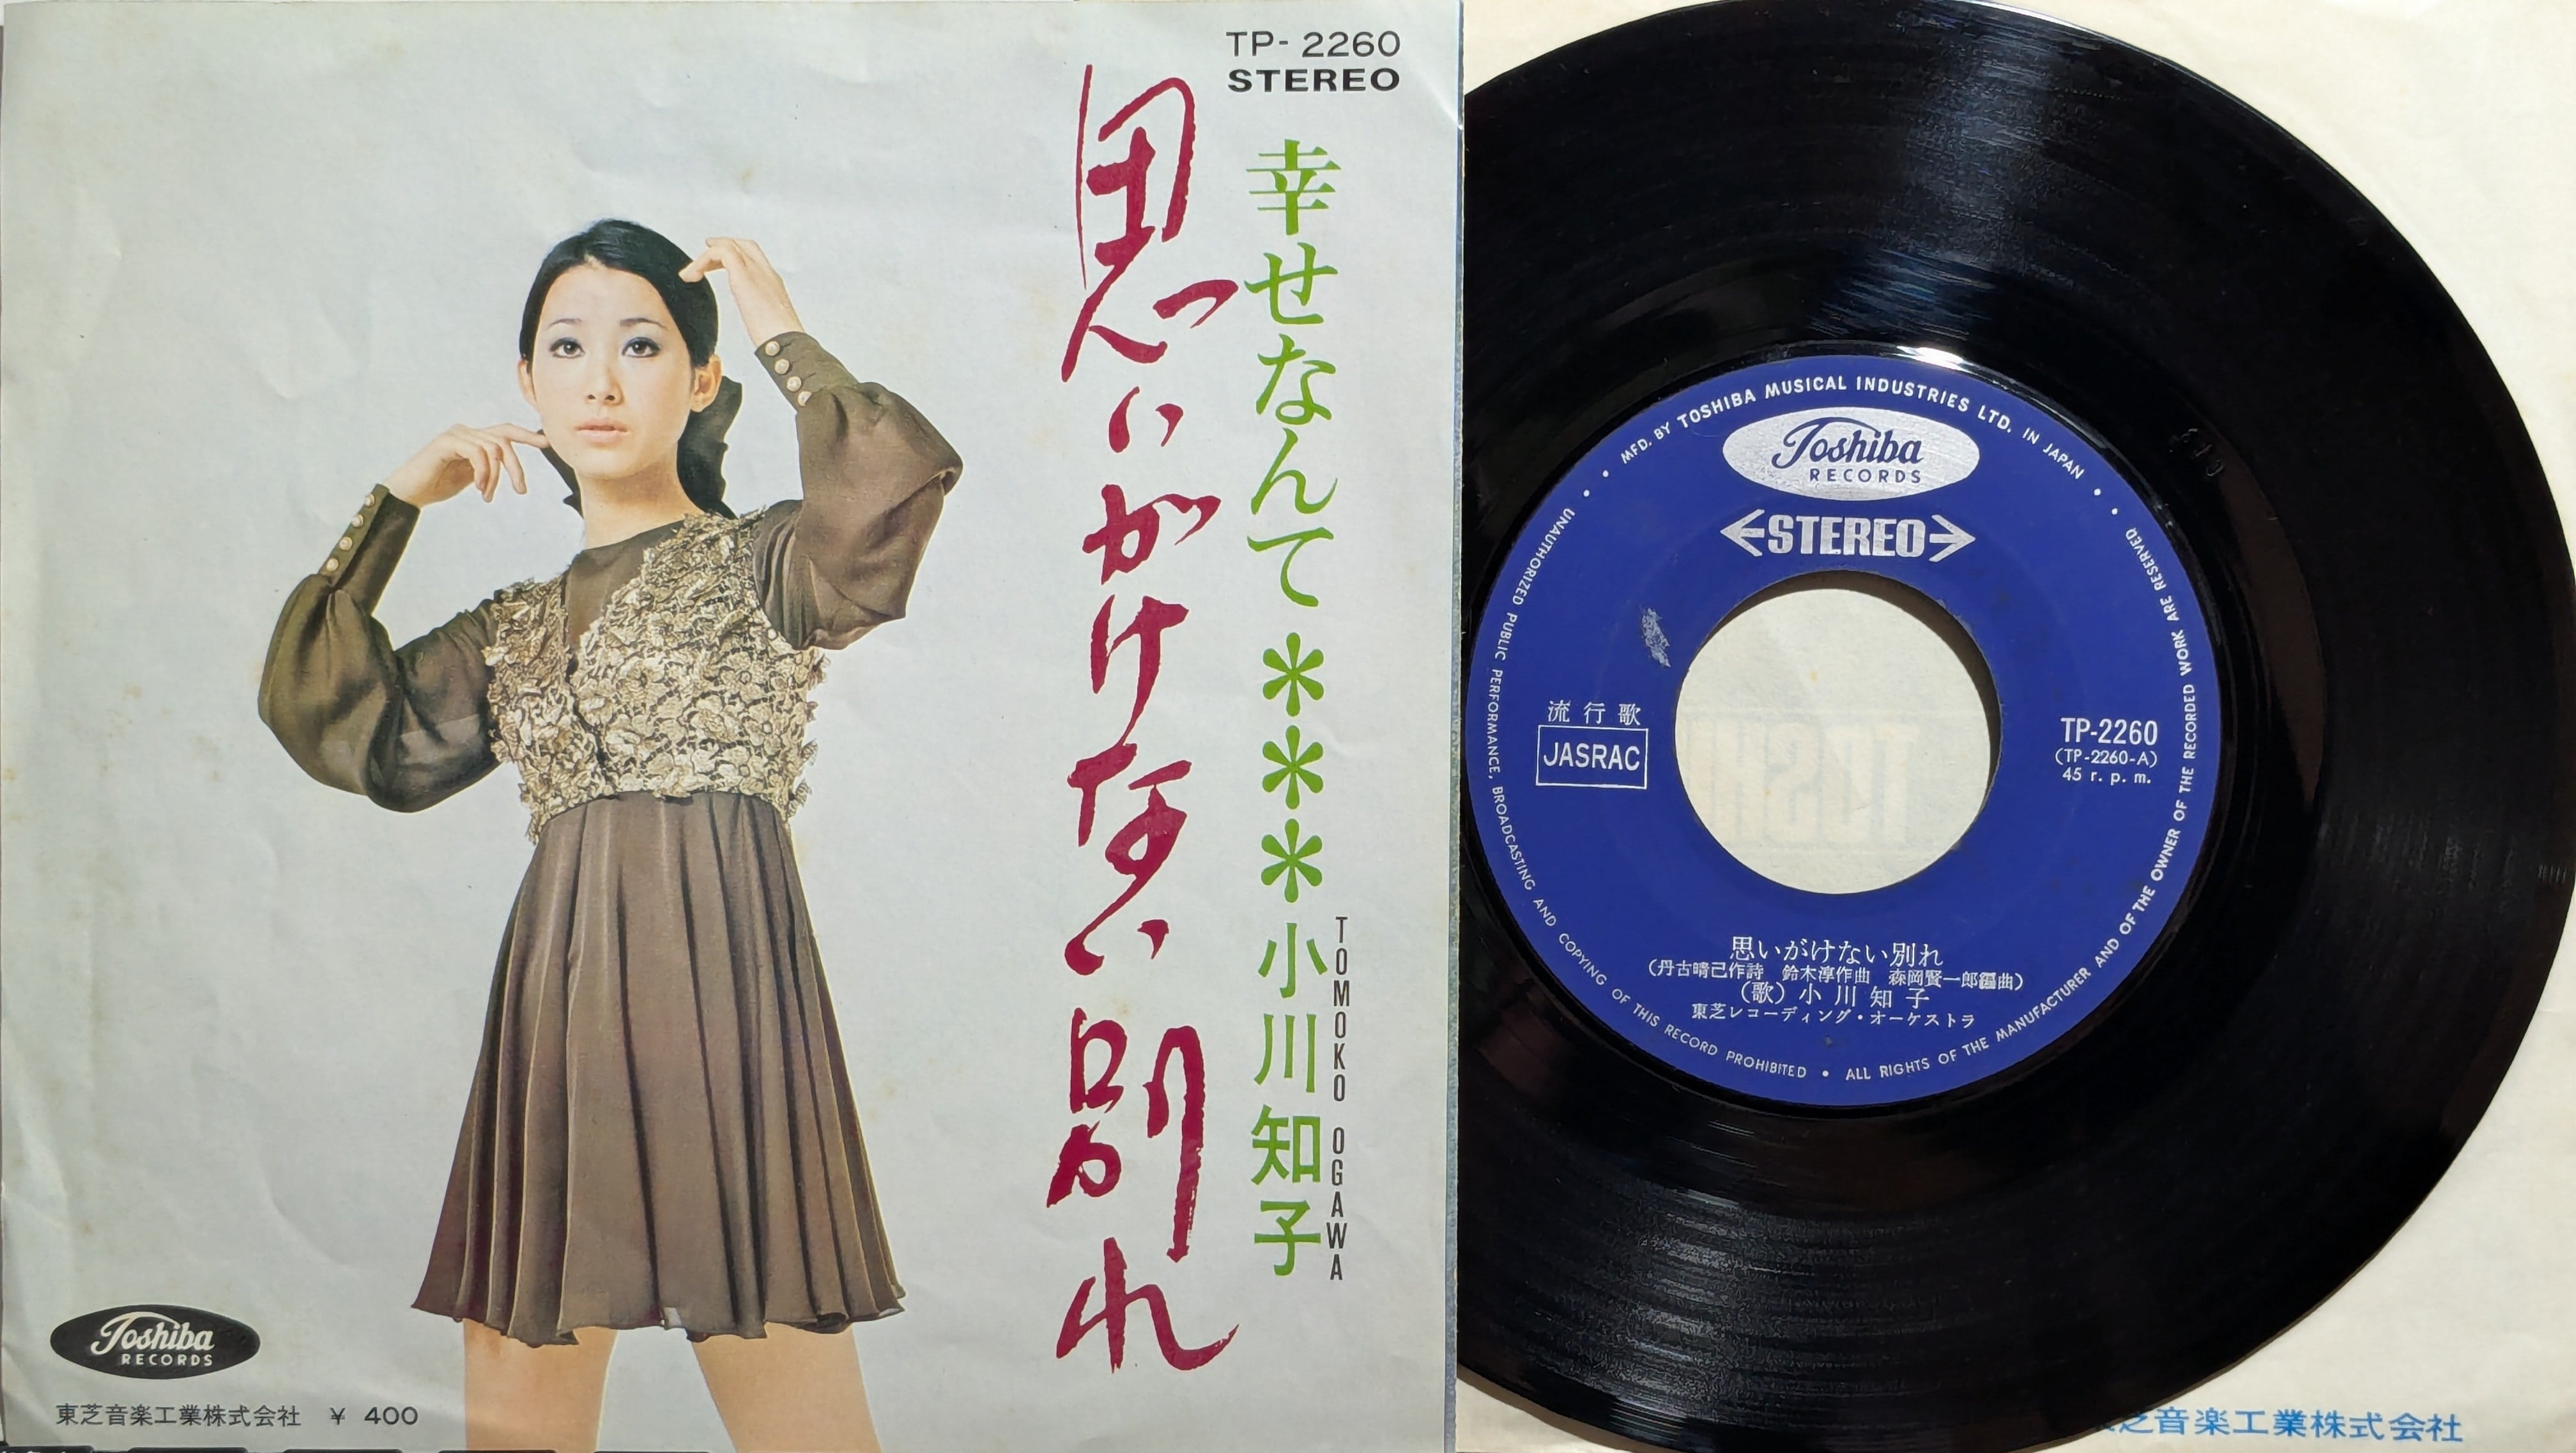 TP- 2260
STEREO
幸せなんて＊＊＊小川知子
TOMOKO OGAWA
思いがけない別れ
Toshiba
RECORDS
東芝音楽工業株式会社 ¥ 400
• MFD. BY TOSHIBA MUSICAL INDUSTRIES LTD. IN JAPAN •
Toshiba
RECORDS
STEREO
流行歌
JASRAC
TP-2260
(TP-2260-A)
45 r. p. m.
思いがけない別れ
(丹古晴己作詩 鈴木淳作曲 森岡賢一郎編曲)
(歌) 小川知子
東芝レコーディング・オーケストラ
• UNAUTHORIZED PUBLIC PERFORMANCE, BROADCASTING AND COPYING OF THIS RECORD PROHIBITED • ALL RIGHTS OF THE MANUFACTURER AND OF THE OWNER OF THE RECORDED WORK ARE RESERVED •
芝音楽工業株式会社